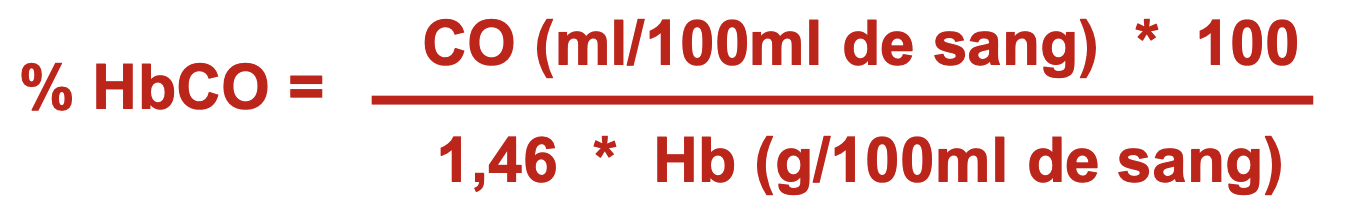 CO (ml/100ml de sang) * 100
% HbCO =
1,46 * Hb (g/100ml de sang)